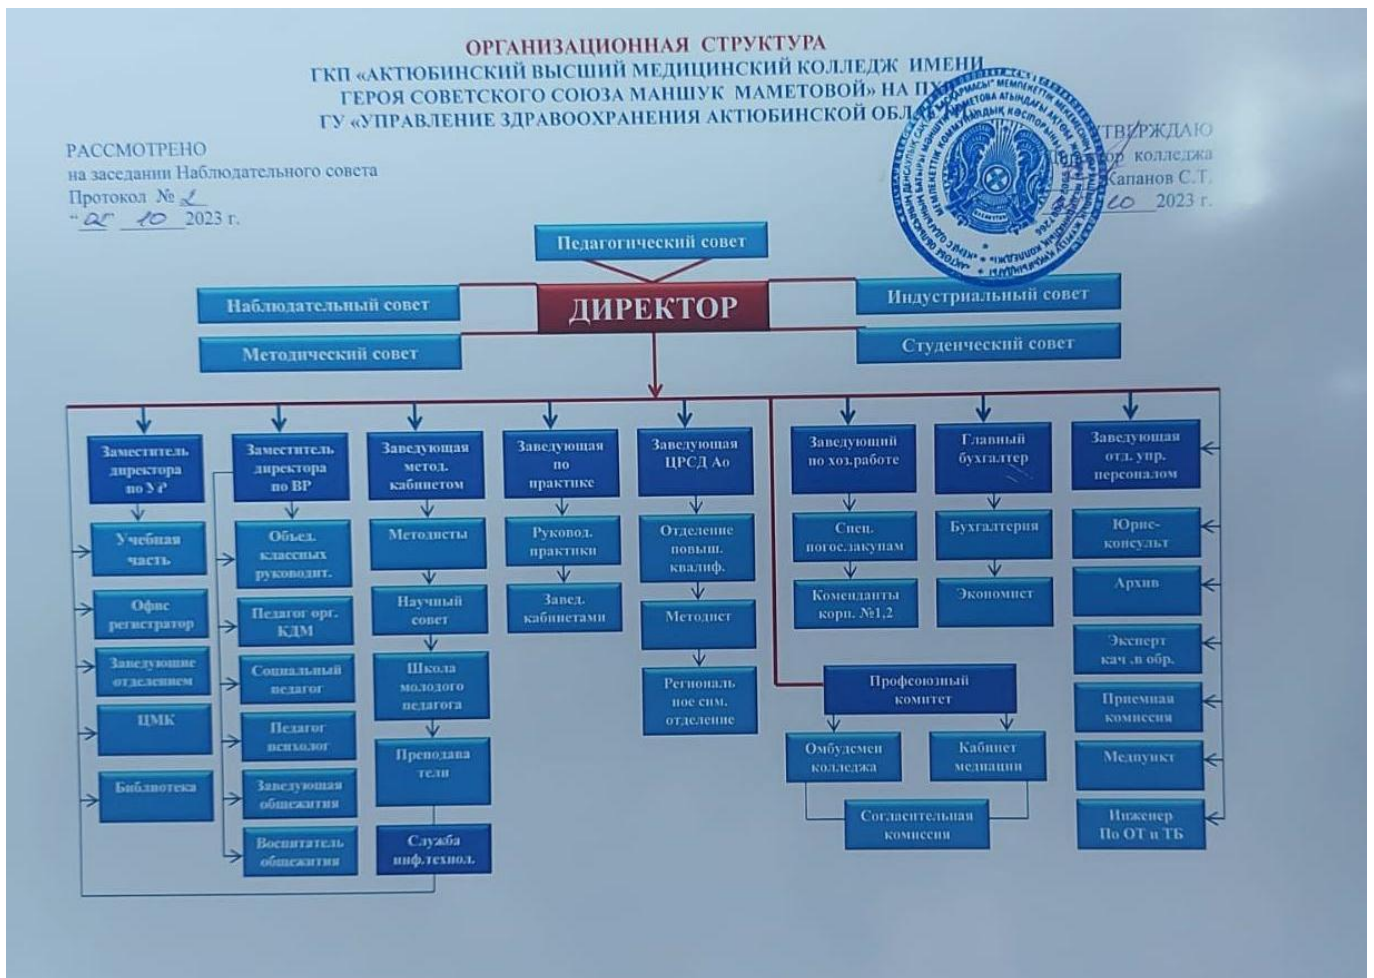 ОРГАНИЗАЦИОННАЯ СТРУКТУРА
ГКП «АКТЮБИНСКИЙ ВЫСШИЙ МЕДИЦИНСКИЙ КОЛЛЕДЖ ИМЕНИ
ГЕРОЯ СОВЕТСКОГО СОЮЗА МАНШУК МАМЕТОВОЙ» НА ПХВ
ГУ «УПРАВЛЕНИЕ ЗДРАВООХРАНЕНИЯ АКТЮБИНСКОЙ ОБЛ
РАССМОТРЕНО
на заседании Наблюдательного совета
Протокол № 2
2023 г.
УТВЕРЖДАЮ
Директор колледжа
Капанов С.Т.
2023 г.
Педагогический совет
Наблюдательный совет
ДИРЕКТОР
Индустриальный совет
Методический совет
Студенческий совет
Заместитель
директора
по УР
Заместитель
директора
по ВР
Заведующая
метод.
кабинетом
Заведующая
по
практике
Заведующая
ЦРСД Ао
Заведующий
по хоз.работе
Главный
бухгалтер
Заведующая
отд. упр.
персоналом
Учебная
часть
Офис
регистратор
Заведующие
отделением
ЦМК
Библиотека
Объед.
классных
руководит.
Педагог орг.
КДМ
Социальный
педагог
Педагог
психолог
Заведующая
общежития
Воспитатель
общежития
Методисты
Научный
совет
Школа
молодого
педагога
Преподава
тели
Служба
инф.технол.
Руковод.
практики
Завед.
кабинетами
Отделение
повыш.
квалиф.
Методист
Региональ
ное сим.
отделение
Спец.
погос.закупам
Коменданты
корп. №1,2
Бухгалтерия
Экономист
Профсоюзный
комитет
Омбудсмен
колледжа
Кабинет
медиации
Согласительная
комиссия
Юрис-
консульт
Архив
Эксперт
кач .в обр.
Приемная
комиссия
Медпункт
Инженер
По ОТ и ТБ